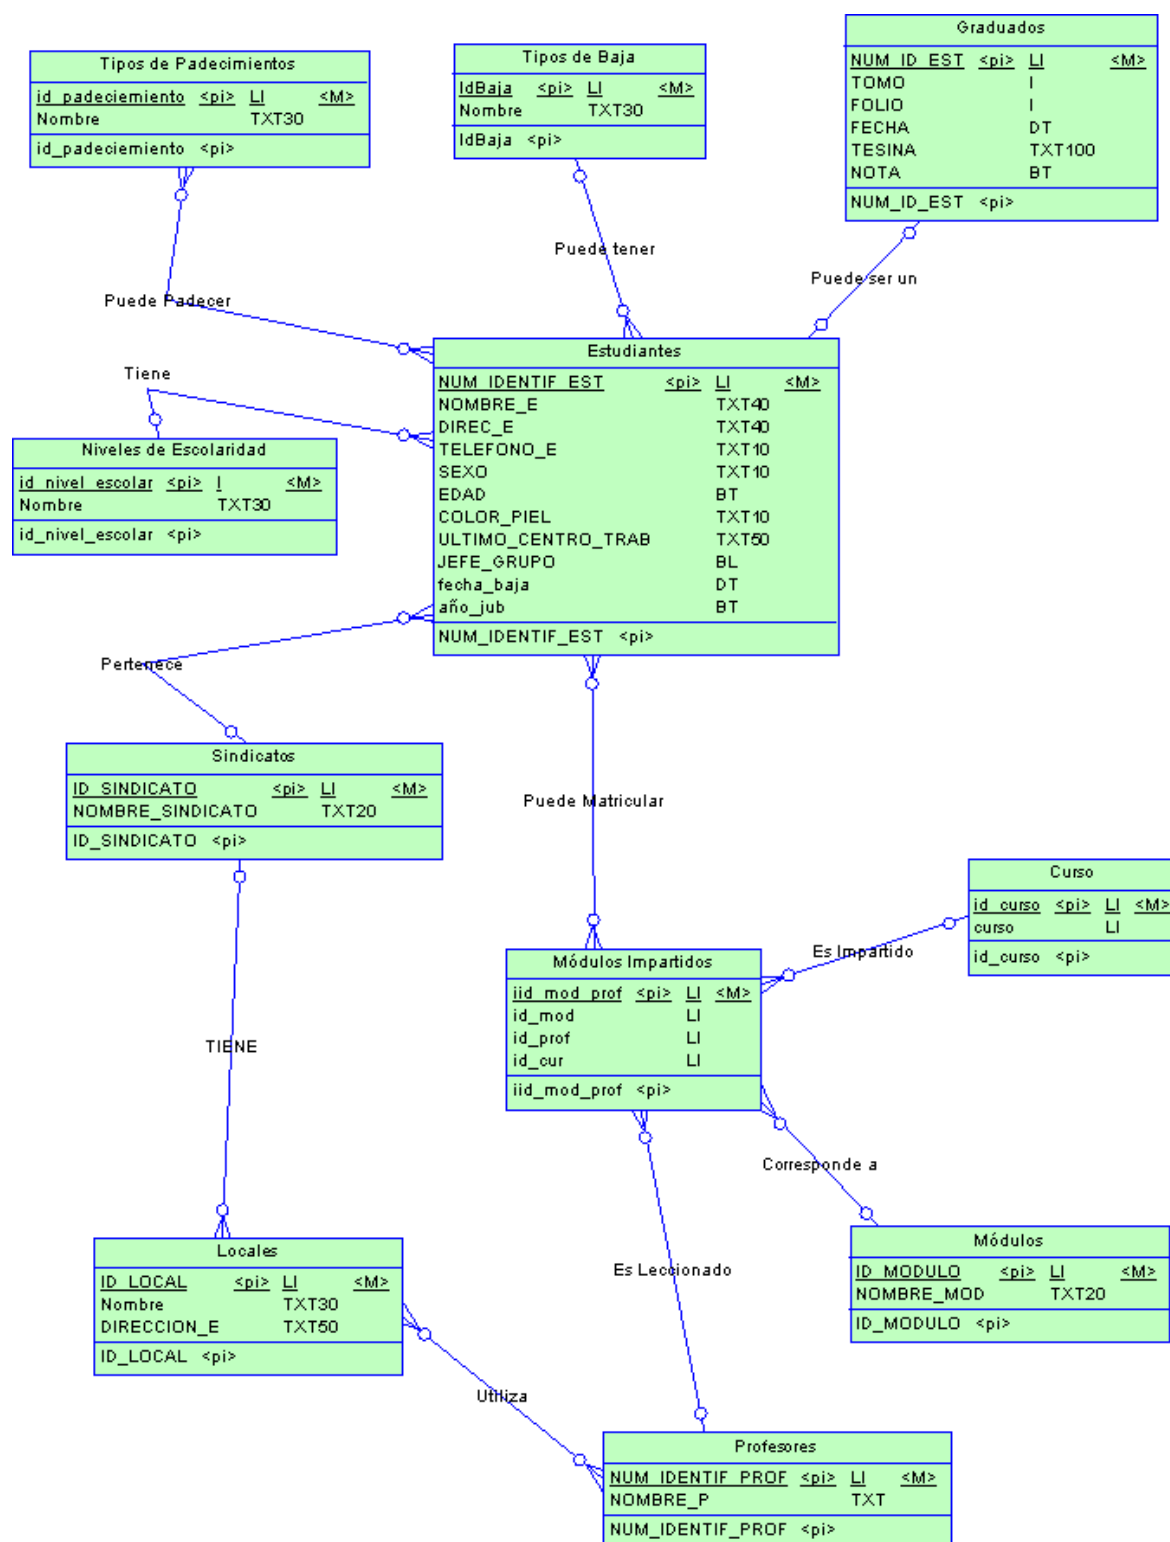 Graduados
NUM_ID_EST <pi> LI <M>
TOMO I
FOLIO I
FECHA DT
TESINA TXT100
NOTA BT
NUM_ID_EST <pi>
Tipos de Padecimientos
id_padeciemiento <pi> LI <M>
Nombre TXT30
id_padeciemiento <pi>
Tipos de Baja
IdBaja <pi> LI <M>
Nombre TXT30
IdBaja <pi>
Puede tener
Puede ser un
Puede Padecer
Estudiantes
NUM_IDENTIF_EST <pi> LI <M>
NOMBRE_E TXT40
DIREC_E TXT40
TELEFONO_E TXT10
SEXO TXT10
EDAD BT
COLOR_PIEL TXT10
ULTIMO_CENTRO_TRAB TXT50
JEFE_GRUPO BL
fecha_baja DT
año_jub BT
NUM_IDENTIF_EST <pi>
Tiene
Niveles de Escolaridad
id_nivel_escolar <pi> I <M>
Nombre TXT30
id_nivel_escolar <pi>
Pertenece
Sindicatos
ID_SINDICATO <pi> LI <M>
NOMBRE_SINDICATO TXT20
ID_SINDICATO <pi>
Puede Matricular
Curso
id_curso <pi> LI <M>
curso LI
id_curso <pi>
Es Impartido
Módulos Impartidos
iid_mod_prof <pi> LI <M>
id_mod LI
id_prof LI
id_cur LI
iid_mod_prof <pi>
TIENE
Corresponde a
Módulos
ID_MODULO <pi> LI <M>
NOMBRE_MOD TXT20
ID_MODULO <pi>
Es Leccionado
Locales
ID_LOCAL <pi> LI <M>
Nombre TXT30
DIRECCION_E TXT50
ID_LOCAL <pi>
Utiliza
Profesores
NUM_IDENTIF_PROF <pi> LI <M>
NOMBRE_P TXT
NUM_IDENTIF_PROF <pi>